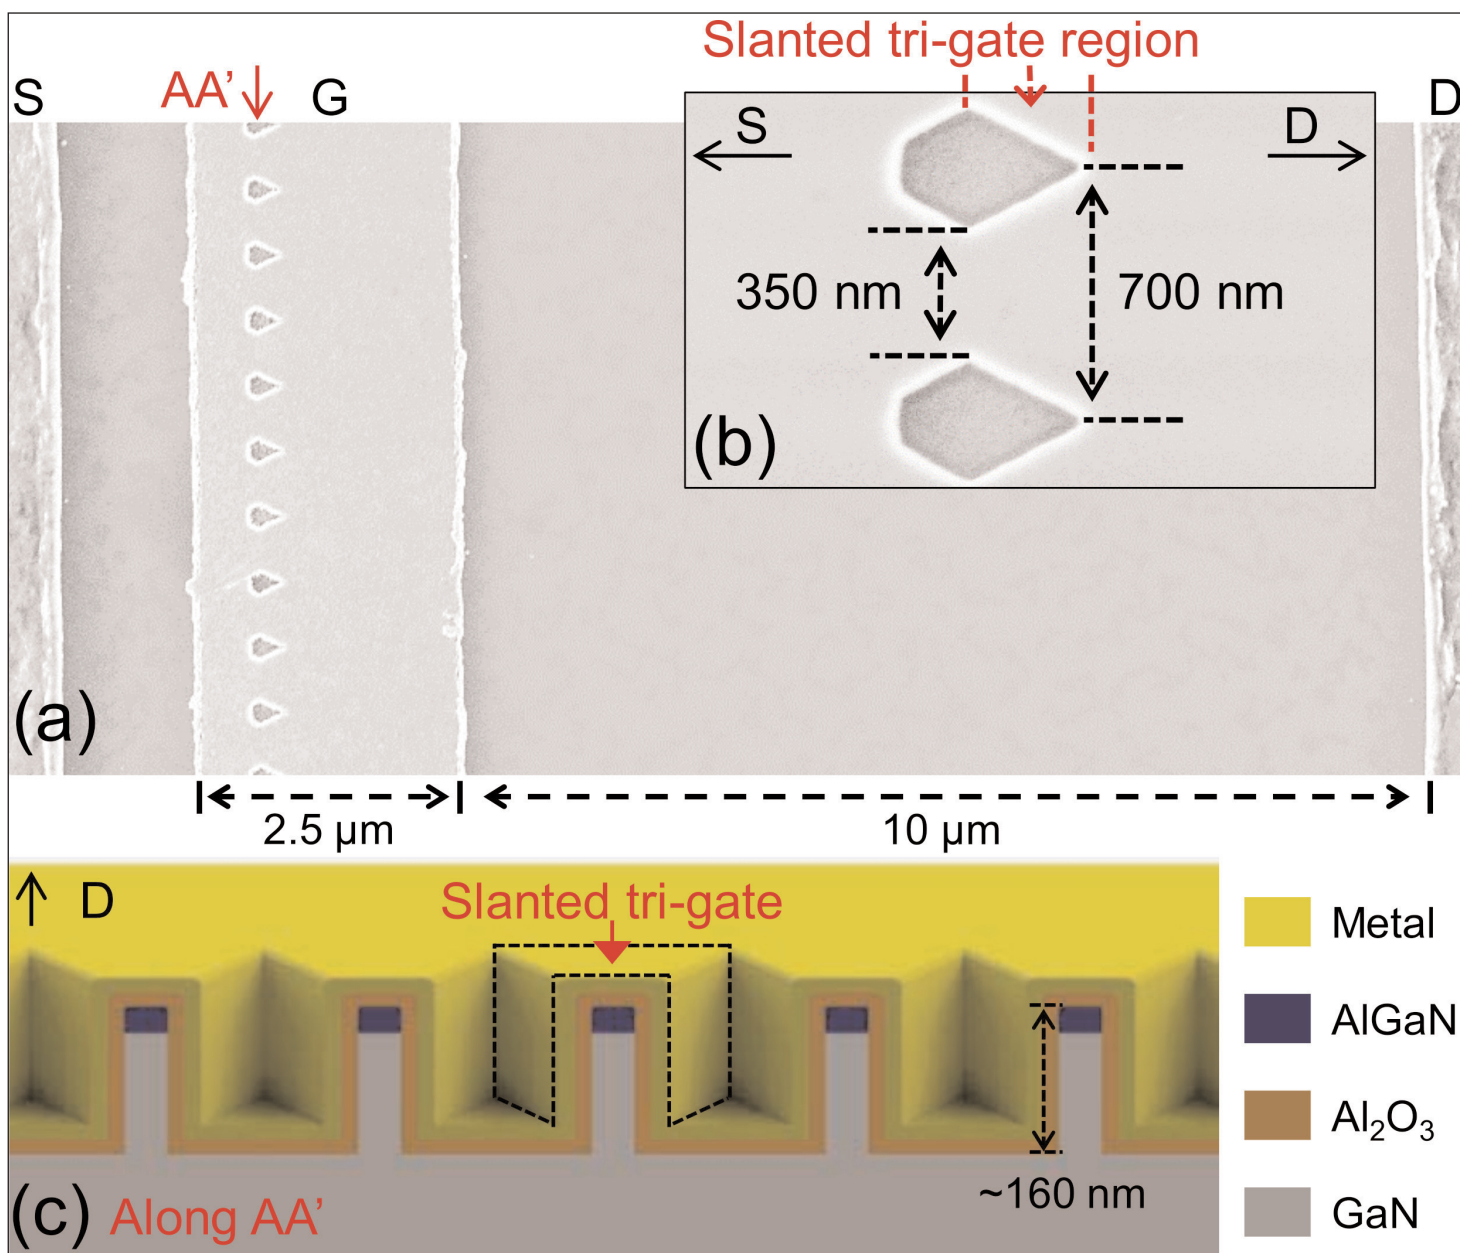 Slanted tri-gate region
S
AA’
G
D
S
D
350 nm
700 nm
(b)
(a)
2.5 µm
10 µm
D
Slanted tri-gate
Metal
AlGaN
Al₂O₃
~160 nm
GaN
(c) Along AA’